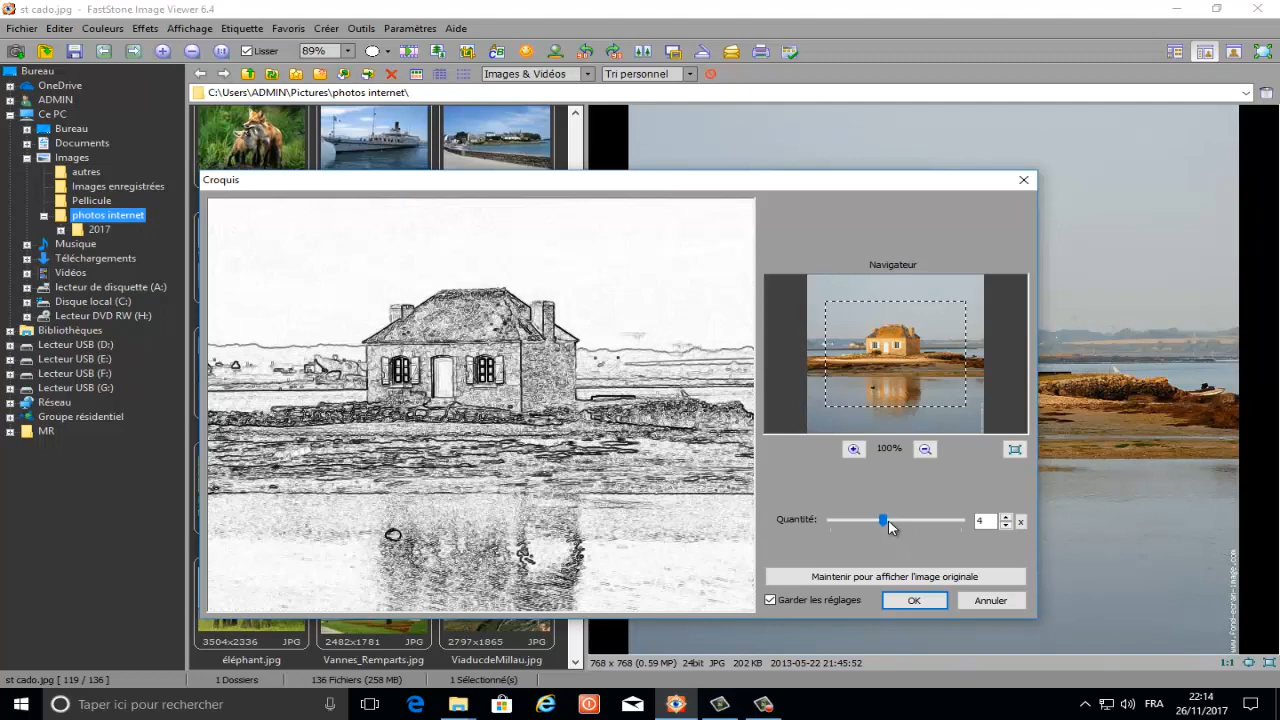 st cado.jpg - FastStone Image Viewer 6.4
Fichier Editer Couleurs Effets Affichage Etiquette Favoris Créer Outils Paramètres Aide
Lisser 89%
Bureau
Images & Vidéos Tri personnel
OneDrive
C:\Users\ADMIN\Pictures\photos internet\
ADMIN
Ce PC
Bureau
Documents
Images
autres
Images enregistrées
Pellicule
photos internet
2017
Musique
Téléchargements
Vidéos
lecteur de disquette (A:)
Disque local (C:)
Lecteur DVD RW (H:)
Bibliothèques
Lecteur USB (D:)
Lecteur USB (E:)
Lecteur USB (F:)
Lecteur USB (G:)
Réseau
Groupe résidentiel
MR
Croquis
Navigateur
100%
Quantité: 4 x
Maintenir pour afficher l'image originale
Garder les réglages OK Annuler
www.fond-ecran-image.com
3504x2336 JPG 2482x1781 JPG 2797x1865 JPG
éléphant.jpg Vannes_Remparts.jpg ViaducdeMillau.jpg
768 x 768 (0.59 MP) 24bit JPG 202 KB 2013-05-22 21:45:52 1:1
st cado.jpg [ 119 / 136 ] 1 Dossiers 136 Fichiers (258 MB) 1 Sélectionné(s)
Taper ici pour rechercher
FRA
22:14
26/11/2017